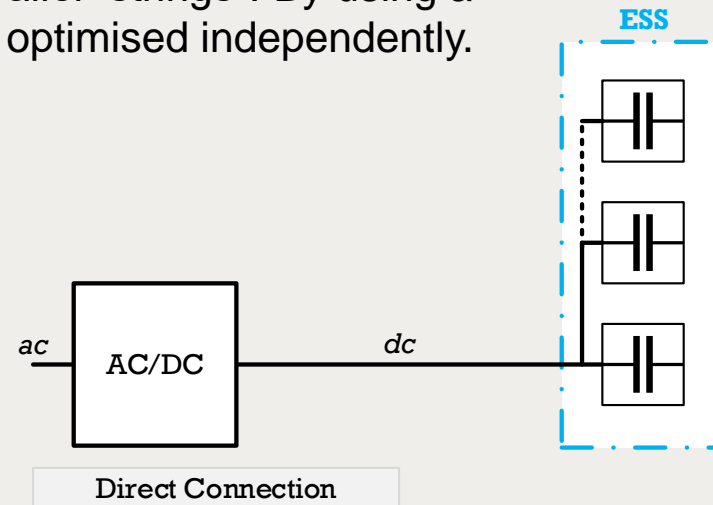 optimised independently.
ESS
ac
AC/DC
dc
Direct Connection